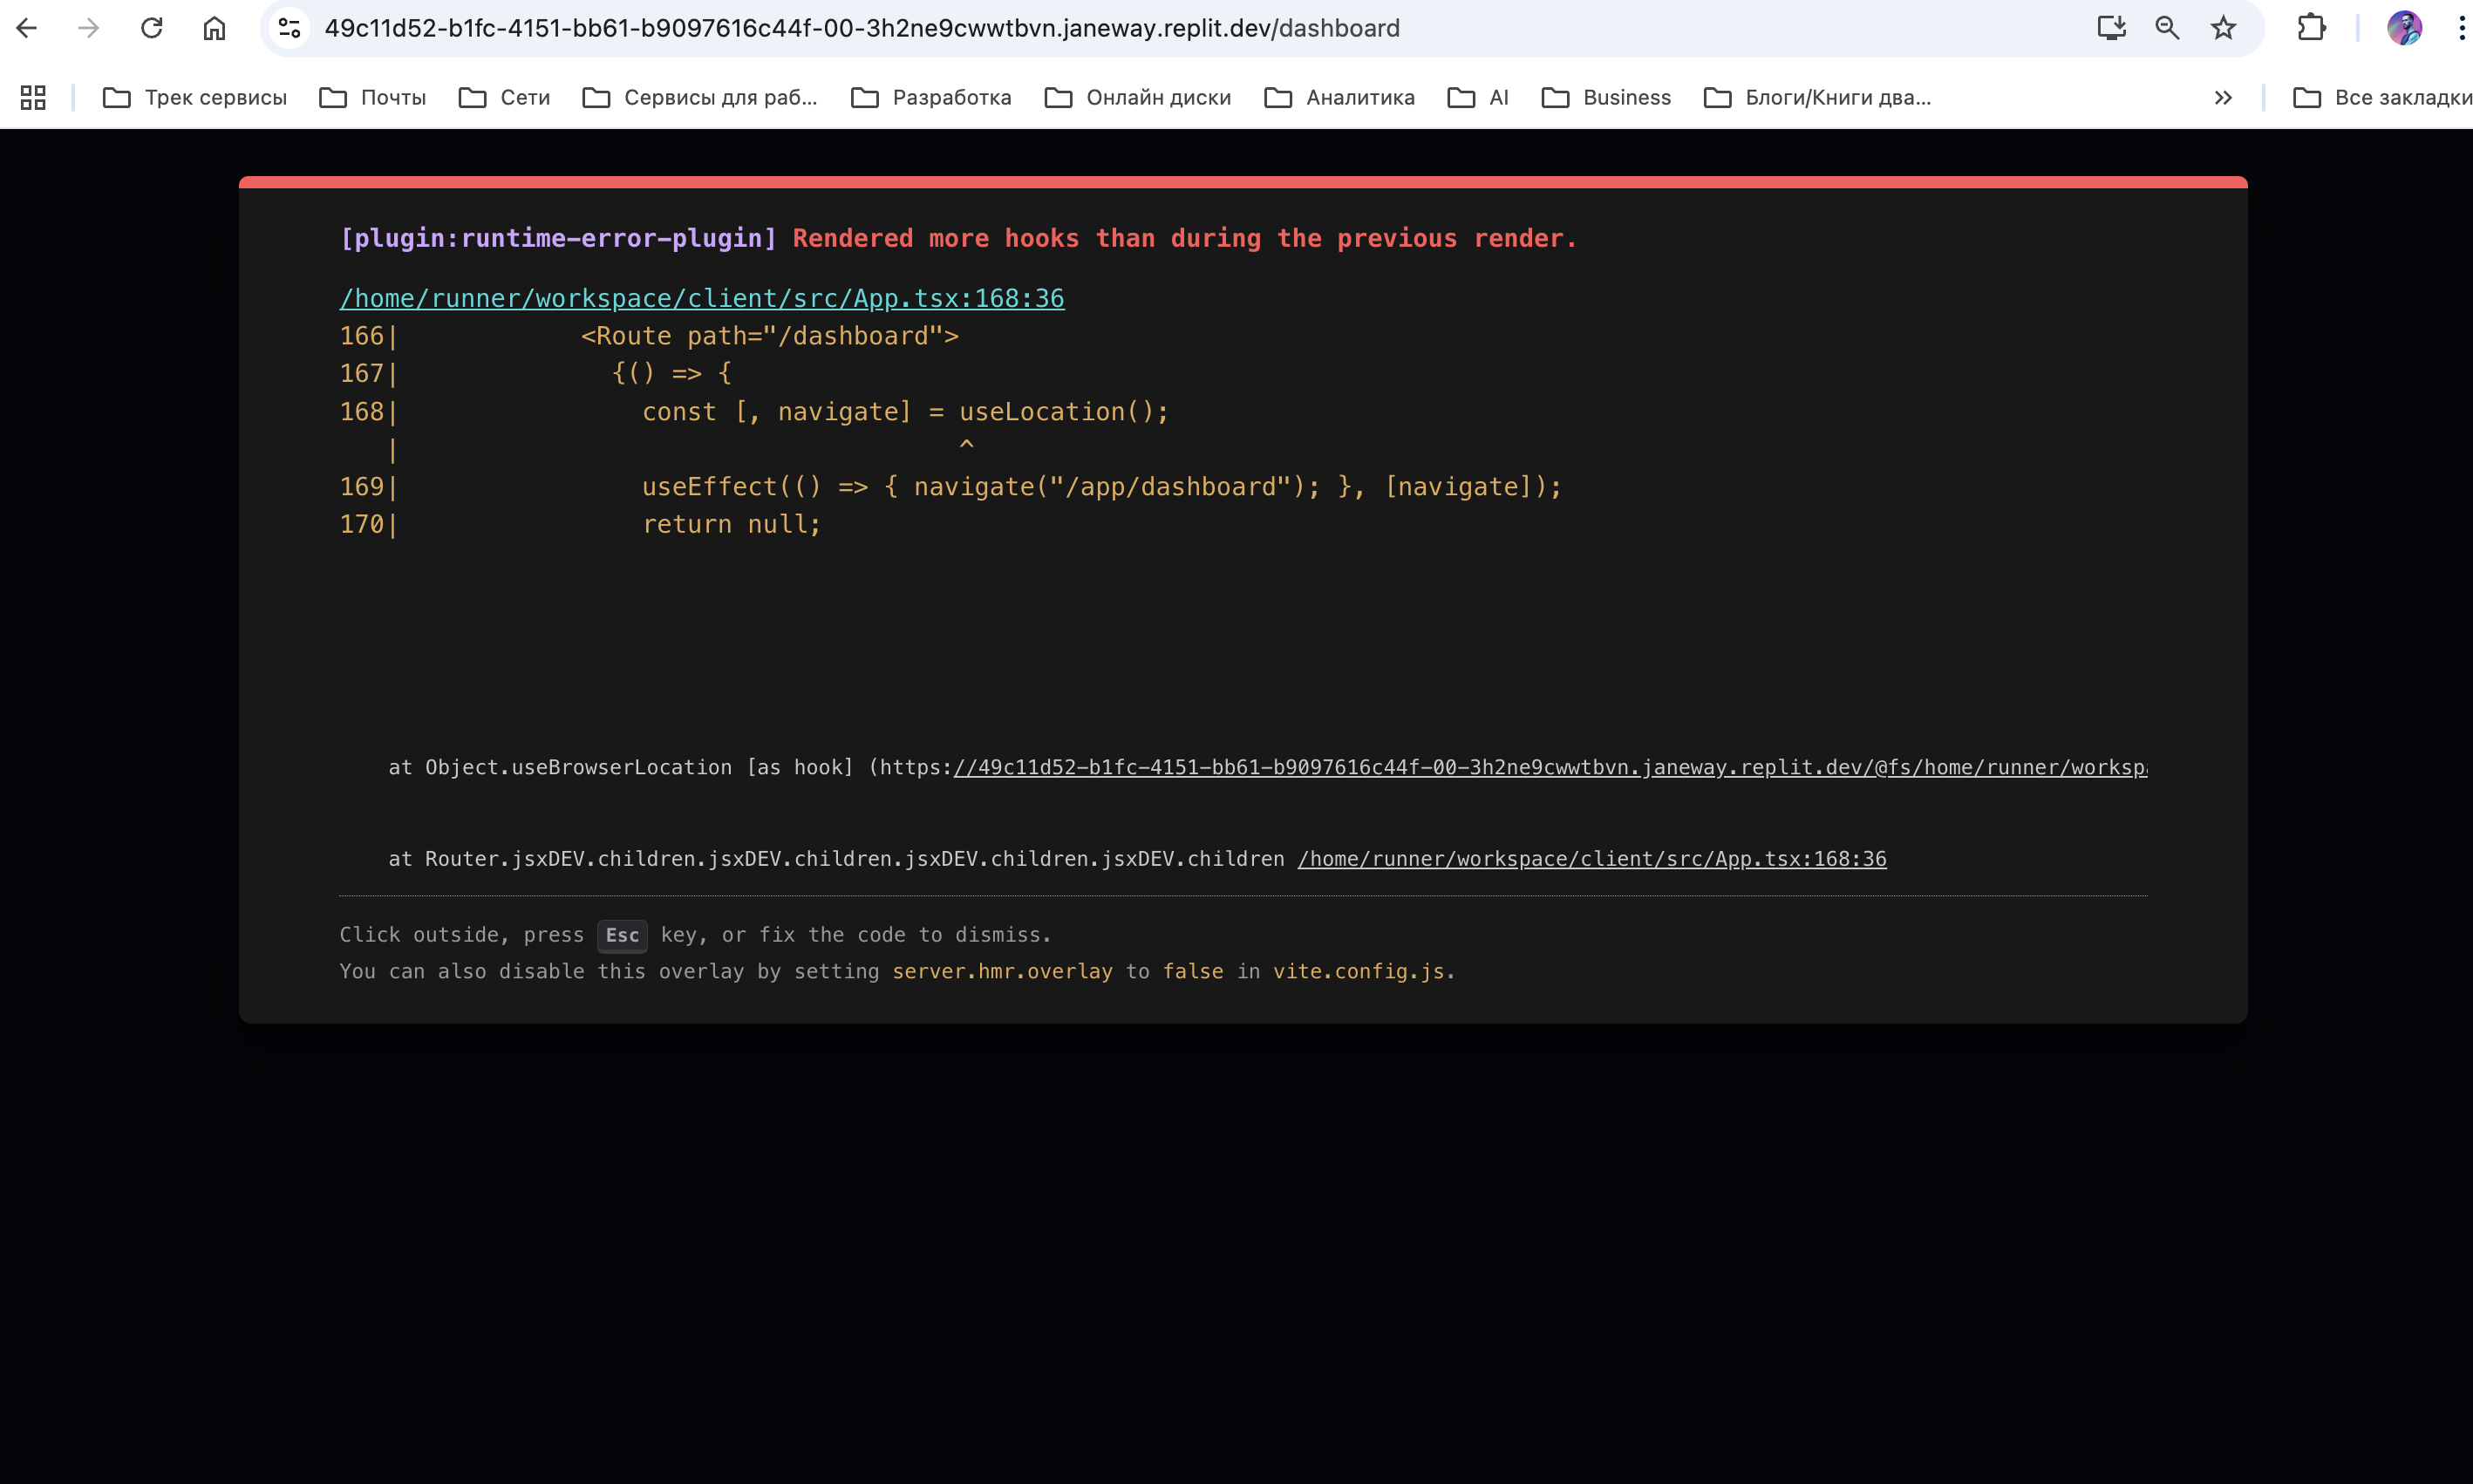 49c11d52-b1fc-4151-bb61-b9097616c44f-00-3h2ne9cwwtbvn.janeway.replit.dev/dashboard
Трек сервисы Почты Сети Сервисы для раб... Разработка Онлайн диски Аналитика AI Business Блоги/Книги два... Все закладки
[plugin:runtime-error-plugin] Rendered more hooks than during the previous render.
/home/runner/workspace/client/src/App.tsx:168:36
166|            <Route path="/dashboard">
167|              {() => {
168|                const [, navigate] = useLocation();
   |                                     ^
169|                useEffect(() => { navigate("/app/dashboard"); }, [navigate]);
170|                return null;
at Object.useBrowserLocation [as hook] (https://49c11d52-b1fc-4151-bb61-b9097616c44f-00-3h2ne9cwwtbvn.janeway.replit.dev/@fs/home/runner/workspa
at Router.jsxDEV.children.jsxDEV.children.jsxDEV.children.jsxDEV.children /home/runner/workspace/client/src/App.tsx:168:36
Click outside, press Esc key, or fix the code to dismiss.
You can also disable this overlay by setting server.hmr.overlay to false in vite.config.js.